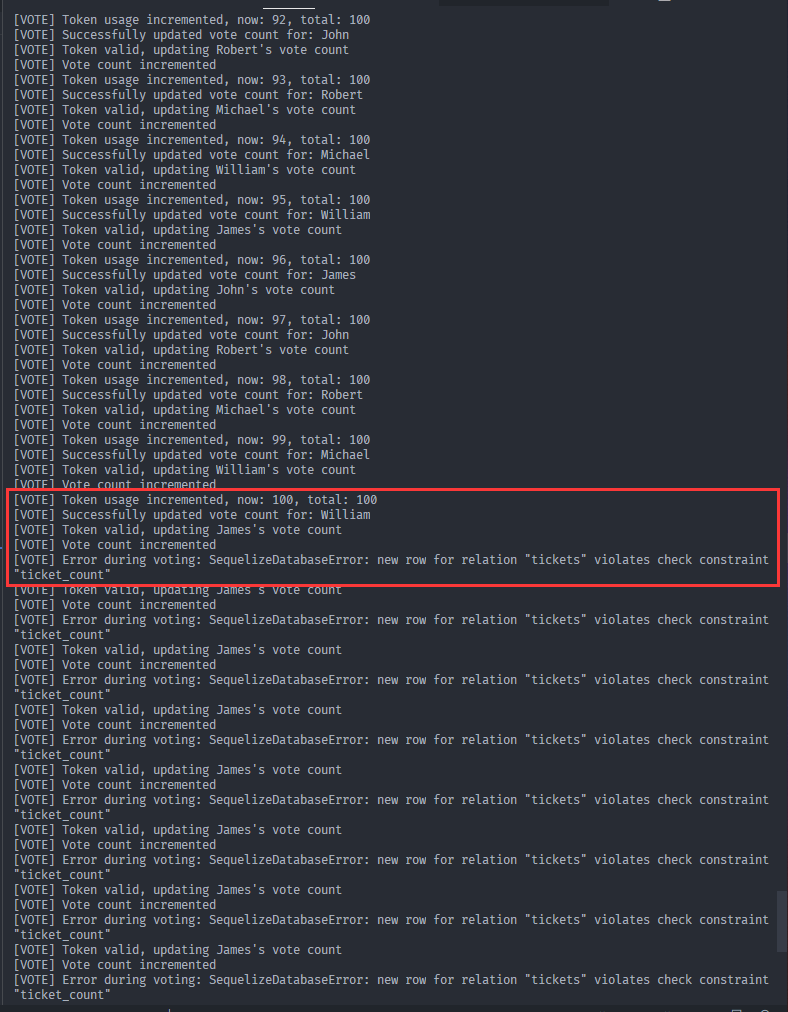 [VOTE] Token usage incremented, now: 92, total: 100
[VOTE] Successfully updated vote count for: John
[VOTE] Token valid, updating Robert's vote count
[VOTE] Vote count incremented
[VOTE] Token usage incremented, now: 93, total: 100
[VOTE] Successfully updated vote count for: Robert
[VOTE] Token valid, updating Michael's vote count
[VOTE] Vote count incremented
[VOTE] Token usage incremented, now: 94, total: 100
[VOTE] Successfully updated vote count for: Michael
[VOTE] Token valid, updating William's vote count
[VOTE] Vote count incremented
[VOTE] Token usage incremented, now: 95, total: 100
[VOTE] Successfully updated vote count for: William
[VOTE] Token valid, updating James's vote count
[VOTE] Vote count incremented
[VOTE] Token usage incremented, now: 96, total: 100
[VOTE] Successfully updated vote count for: James
[VOTE] Token valid, updating John's vote count
[VOTE] Vote count incremented
[VOTE] Token usage incremented, now: 97, total: 100
[VOTE] Successfully updated vote count for: John
[VOTE] Token valid, updating Robert's vote count
[VOTE] Vote count incremented
[VOTE] Token usage incremented, now: 98, total: 100
[VOTE] Successfully updated vote count for: Robert
[VOTE] Token valid, updating Michael's vote count
[VOTE] Vote count incremented
[VOTE] Token usage incremented, now: 99, total: 100
[VOTE] Successfully updated vote count for: Michael
[VOTE] Token valid, updating William's vote count
[VOTE] Vote count incremented
[VOTE] Token usage incremented, now: 100, total: 100
[VOTE] Successfully updated vote count for: William
[VOTE] Token valid, updating James's vote count
[VOTE] Vote count incremented
[VOTE] Error during voting: SequelizeDatabaseError: new row for relation "tickets" violates check constraint
"ticket_count"
[VOTE] Token valid, updating James's vote count
[VOTE] Vote count incremented
[VOTE] Error during voting: SequelizeDatabaseError: new row for relation "tickets" violates check constraint
"ticket_count"
[VOTE] Token valid, updating James's vote count
[VOTE] Vote count incremented
[VOTE] Error during voting: SequelizeDatabaseError: new row for relation "tickets" violates check constraint
"ticket_count"
[VOTE] Token valid, updating James's vote count
[VOTE] Vote count incremented
[VOTE] Error during voting: SequelizeDatabaseError: new row for relation "tickets" violates check constraint
"ticket_count"
[VOTE] Token valid, updating James's vote count
[VOTE] Vote count incremented
[VOTE] Error during voting: SequelizeDatabaseError: new row for relation "tickets" violates check constraint
"ticket_count"
[VOTE] Token valid, updating James's vote count
[VOTE] Vote count incremented
[VOTE] Error during voting: SequelizeDatabaseError: new row for relation "tickets" violates check constraint
"ticket_count"
[VOTE] Token valid, updating James's vote count
[VOTE] Vote count incremented
[VOTE] Error during voting: SequelizeDatabaseError: new row for relation "tickets" violates check constraint
"ticket_count"
[VOTE] Token valid, updating James's vote count
[VOTE] Vote count incremented
[VOTE] Error during voting: SequelizeDatabaseError: new row for relation "tickets" violates check constraint
"ticket_count"